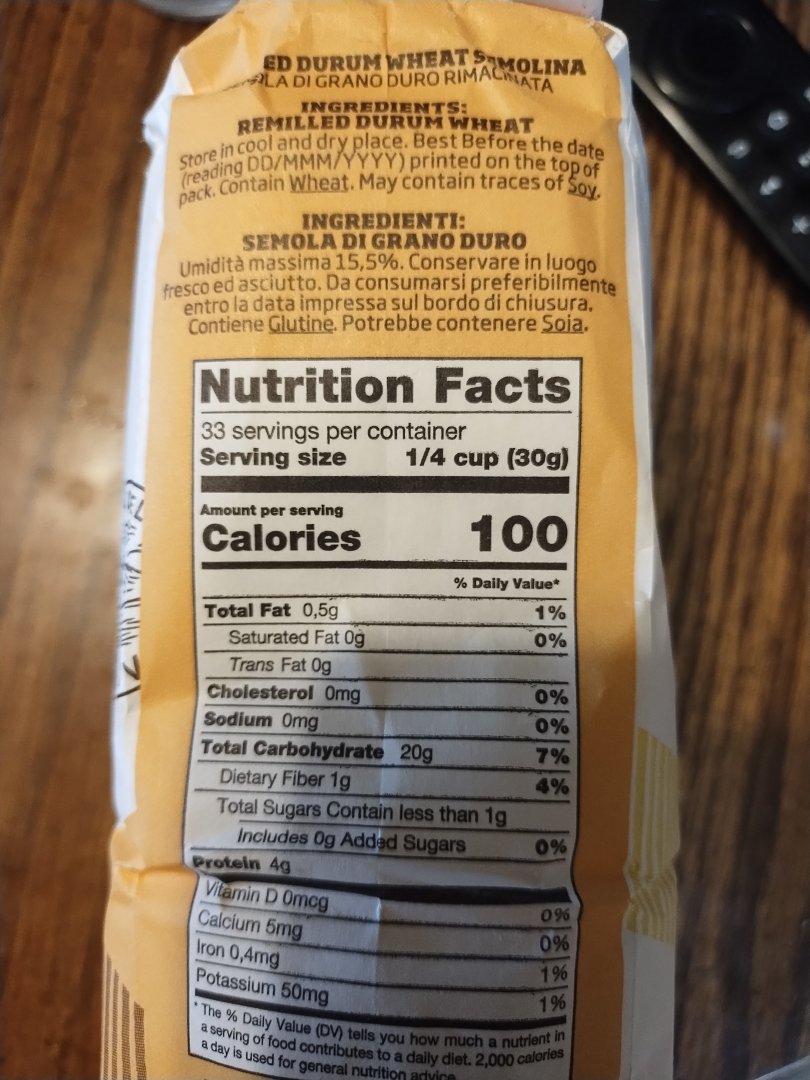 ED DURUM WHEAT SEMOLINA
DI GRANO DURO RIMACINATA
INGREDIENTS:
REMILLED DURUM WHEAT
Store in cool and dry place. Best Before the date
(reading DD/MMM/YYYY) printed on the top of
pack. Contain Wheat. May contain traces of Soy.
INGREDIENTI:
SEMOLA DI GRANO DURO
Umidità massima 15,5%. Conservare in luogo
fresco ed asciutto. Da consumarsi preferibilmente
entro la data impressa sul bordo di chiusura.
Contiene Glutine. Potrebbe contenere Soia.
Nutrition Facts
33 servings per container
Serving size 1/4 cup (30g)
Amount per serving
Calories 100
% Daily Value*
Total Fat 0,5g 1%
Saturated Fat 0g 0%
Trans Fat 0g
Cholesterol 0mg 0%
Sodium 0mg 0%
Total Carbohydrate 20g 7%
Dietary Fiber 1g 4%
Total Sugars Contain less than 1g
Includes 0g Added Sugars 0%
Protein 4g
Vitamin D 0mcg 0%
Calcium 5mg 0%
Iron 0,4mg 1%
Potassium 50mg 1%
* The % Daily Value (DV) tells you how much a nutrient in
a serving of food contributes to a daily diet. 2,000 calories
a day is used for general nutrition advice